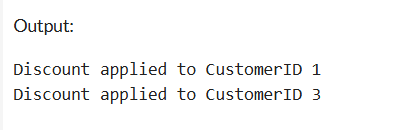 Output:
Discount applied to CustomerID 1
Discount applied to CustomerID 3